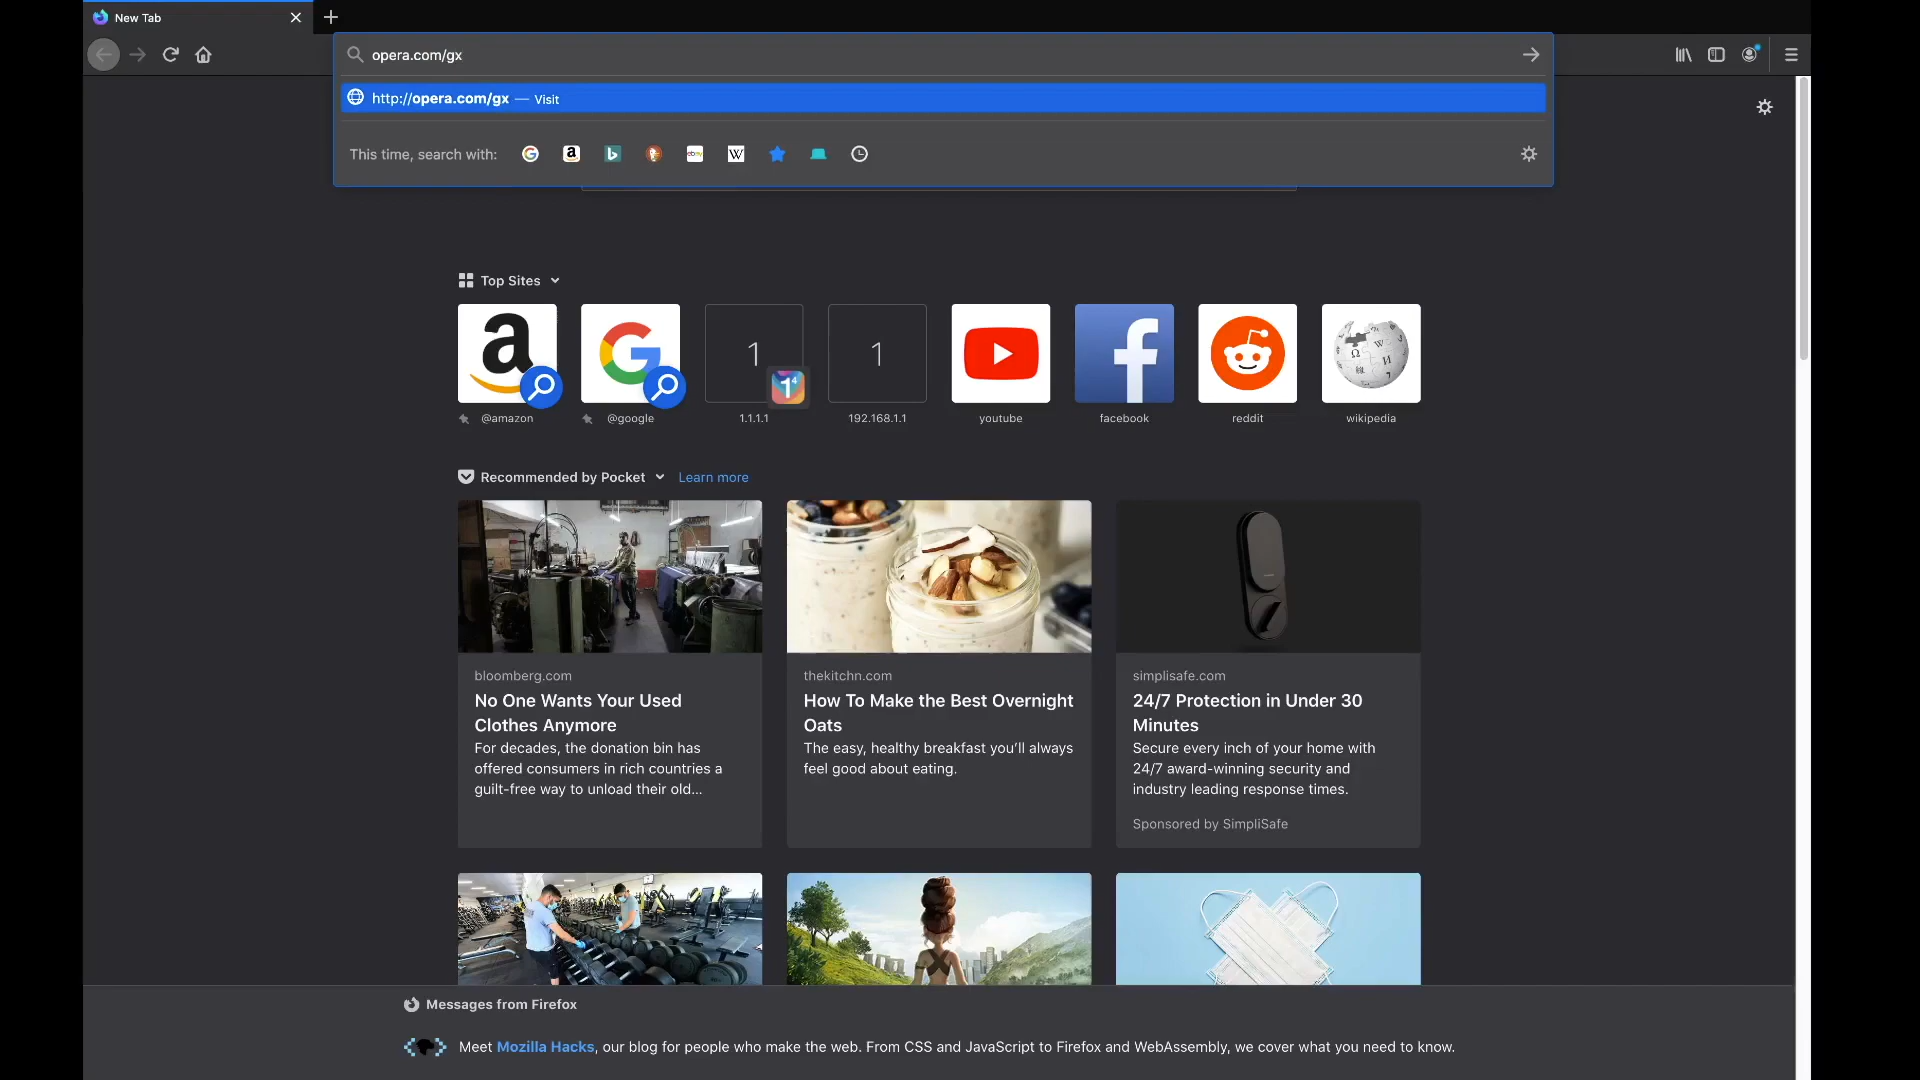 New Tab
opera.com/gx
http://opera.com/gx — Visit
This time, search with:
Top Sites
1
1
@amazon
@google
1.1.1.1
192.168.1.1
youtube
facebook
reddit
wikipedia
Recommended by Pocket
Learn more
bloomberg.com
No One Wants Your Used
Clothes Anymore
For decades, the donation bin has
offered consumers in rich countries a
guilt-free way to unload their old...
thekitchn.com
How To Make the Best Overnight
Oats
The easy, healthy breakfast you'll always
feel good about eating.
simplisafe.com
24/7 Protection in Under 30
Minutes
Secure every inch of your home with
24/7 award-winning security and
industry leading response times.
Sponsored by SimpliSafe
Messages from Firefox
Meet Mozilla Hacks, our blog for people who make the web. From CSS and JavaScript to Firefox and WebAssembly, we cover what you need to know.